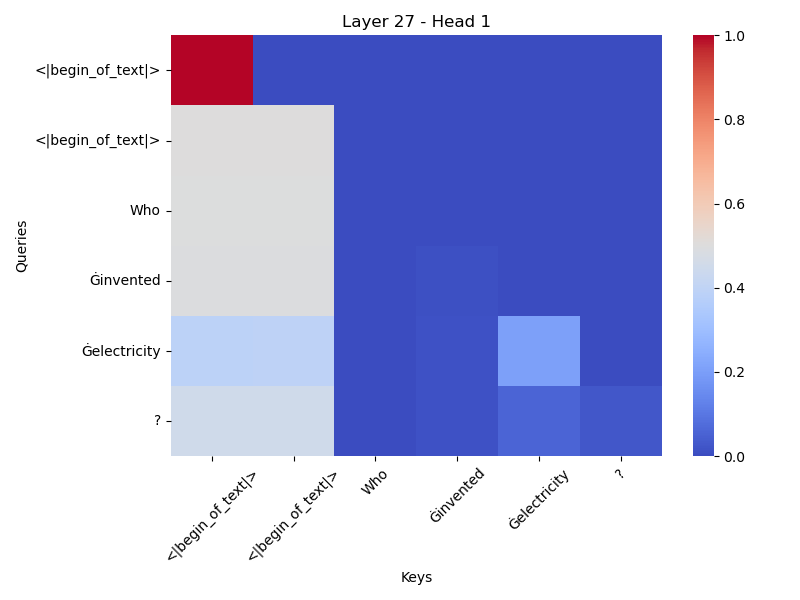 Layer 27 - Head 1
<|begin_of_text|>
<|begin_of_text|>
Who
Ġinvented
Ġelectricity
?
Queries
<|begin_of_text|>
<|begin_of_text|>
Who
Ġinvented
Ġelectricity
?
Keys
1.0
0.8
0.6
0.4
0.2
0.0